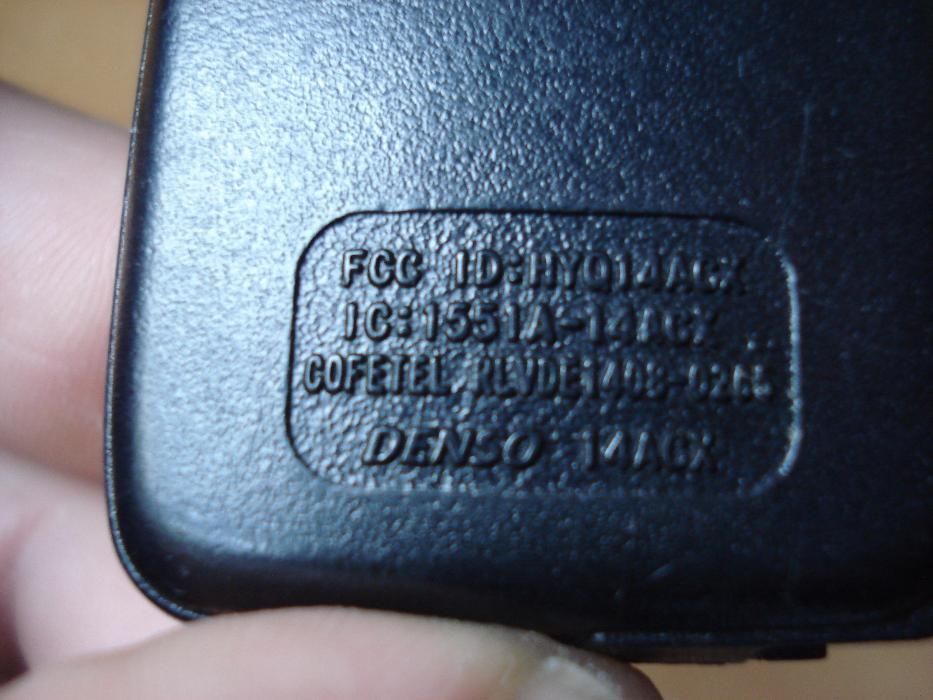 FCC ID:HYQ14ACX
IC:1551A-14ACX
COFETEL RLVDE1408-0265
DENSO 14ACX